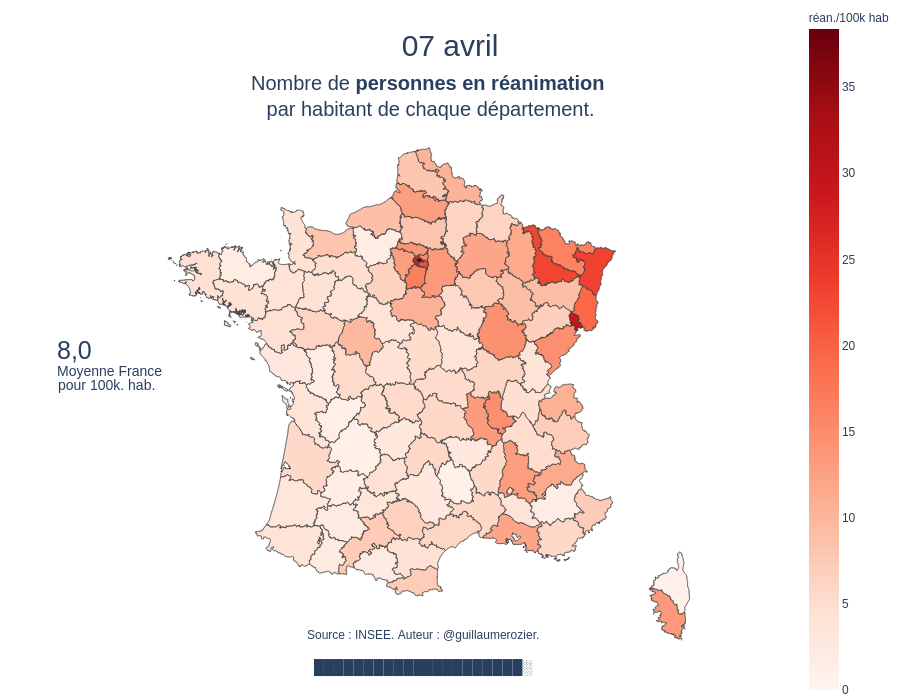 réan./100k hab
07 avril
Nombre de personnes en réanimation
par habitant de chaque département.
35
30
25
20
15
10
5
0
8,0
Moyenne France
pour 100k. hab.
Source : INSEE. Auteur : @guillaumerozier.